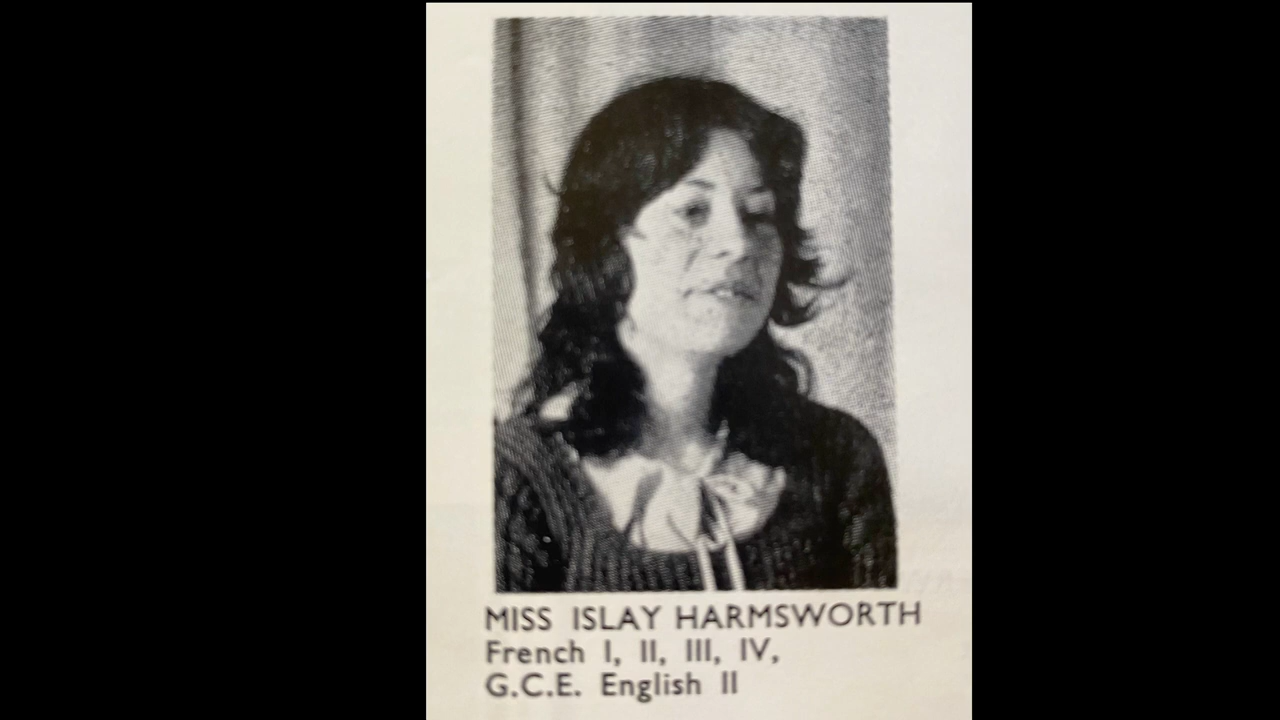 MISS ISLAY HARMSWORTH
French I, II, III, IV,
G.C.E. English II